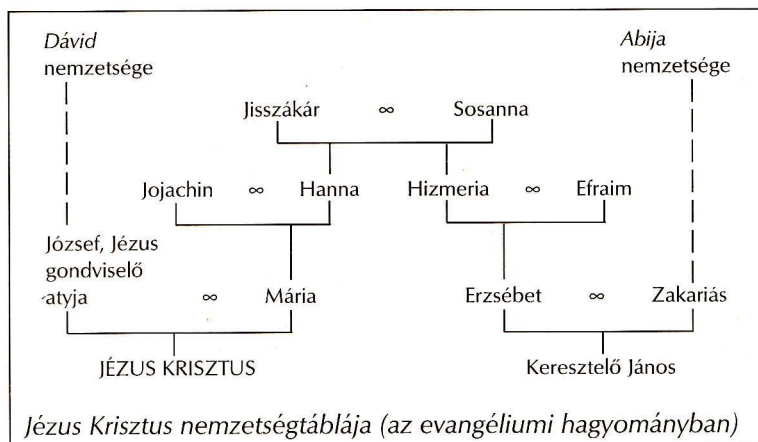 Dávid
nemzetsége
Abija
nemzetsége
Jisszákár ∞ Sosanna
Jojachin ∞ Hanna Hizmeria ∞ Efraim
József, Jézus
gondviselő
atyja ∞ Mária Erzsébet ∞ Zakariás
JÉZUS KRISZTUS Keresztelő János
Jézus Krisztus nemzetségtáblája (az evangéliumi hagyományban)